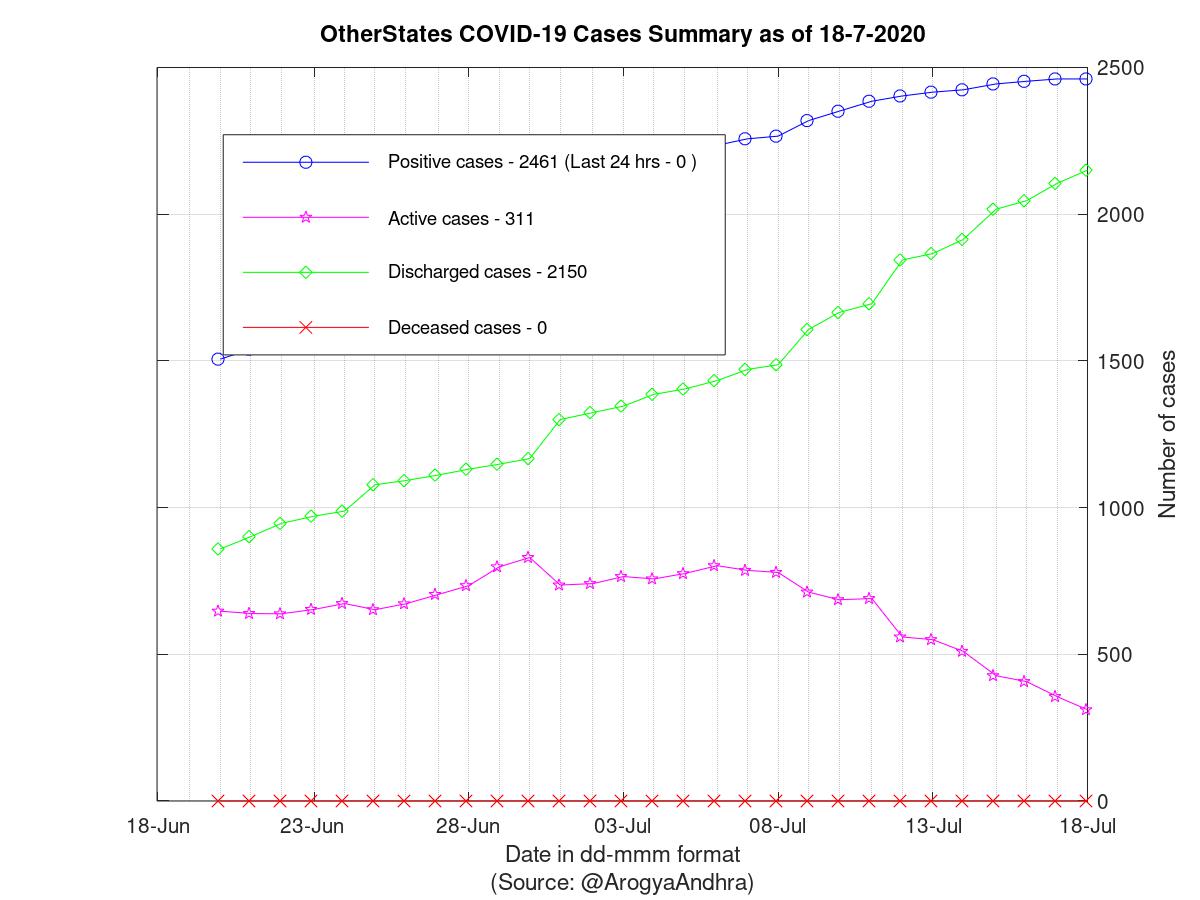 OtherStates COVID-19 Cases Summary as of 18-7-2020
2500
Positive cases - 2461 (Last 24 hrs - 0 )
Active cases - 311
2000
Discharged cases - 2150
Deceased cases - 0
1500
Number of cases
1000
500
0
18-Jun 23-Jun 28-Jun 03-Jul 08-Jul 13-Jul 18-Jul
Date in dd-mmm format
(Source: @ArogyaAndhra)